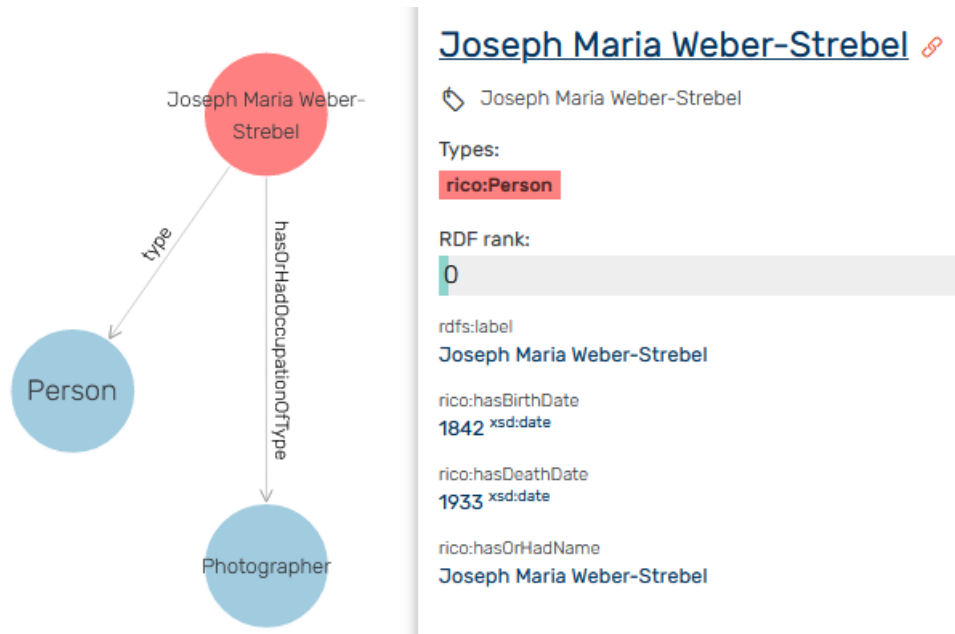 Joseph Maria Weber-
Strebel
type
hasOrHadOccupationOfType
Person
Photographer
Joseph Maria Weber-Strebel
Joseph Maria Weber-Strebel
Types:
rico:Person
RDF rank:
0
rdfs:label
Joseph Maria Weber-Strebel
rico:hasBirthDate
1842 xsd:date
rico:hasDeathDate
1933 xsd:date
rico:hasOrHadName
Joseph Maria Weber-Strebel